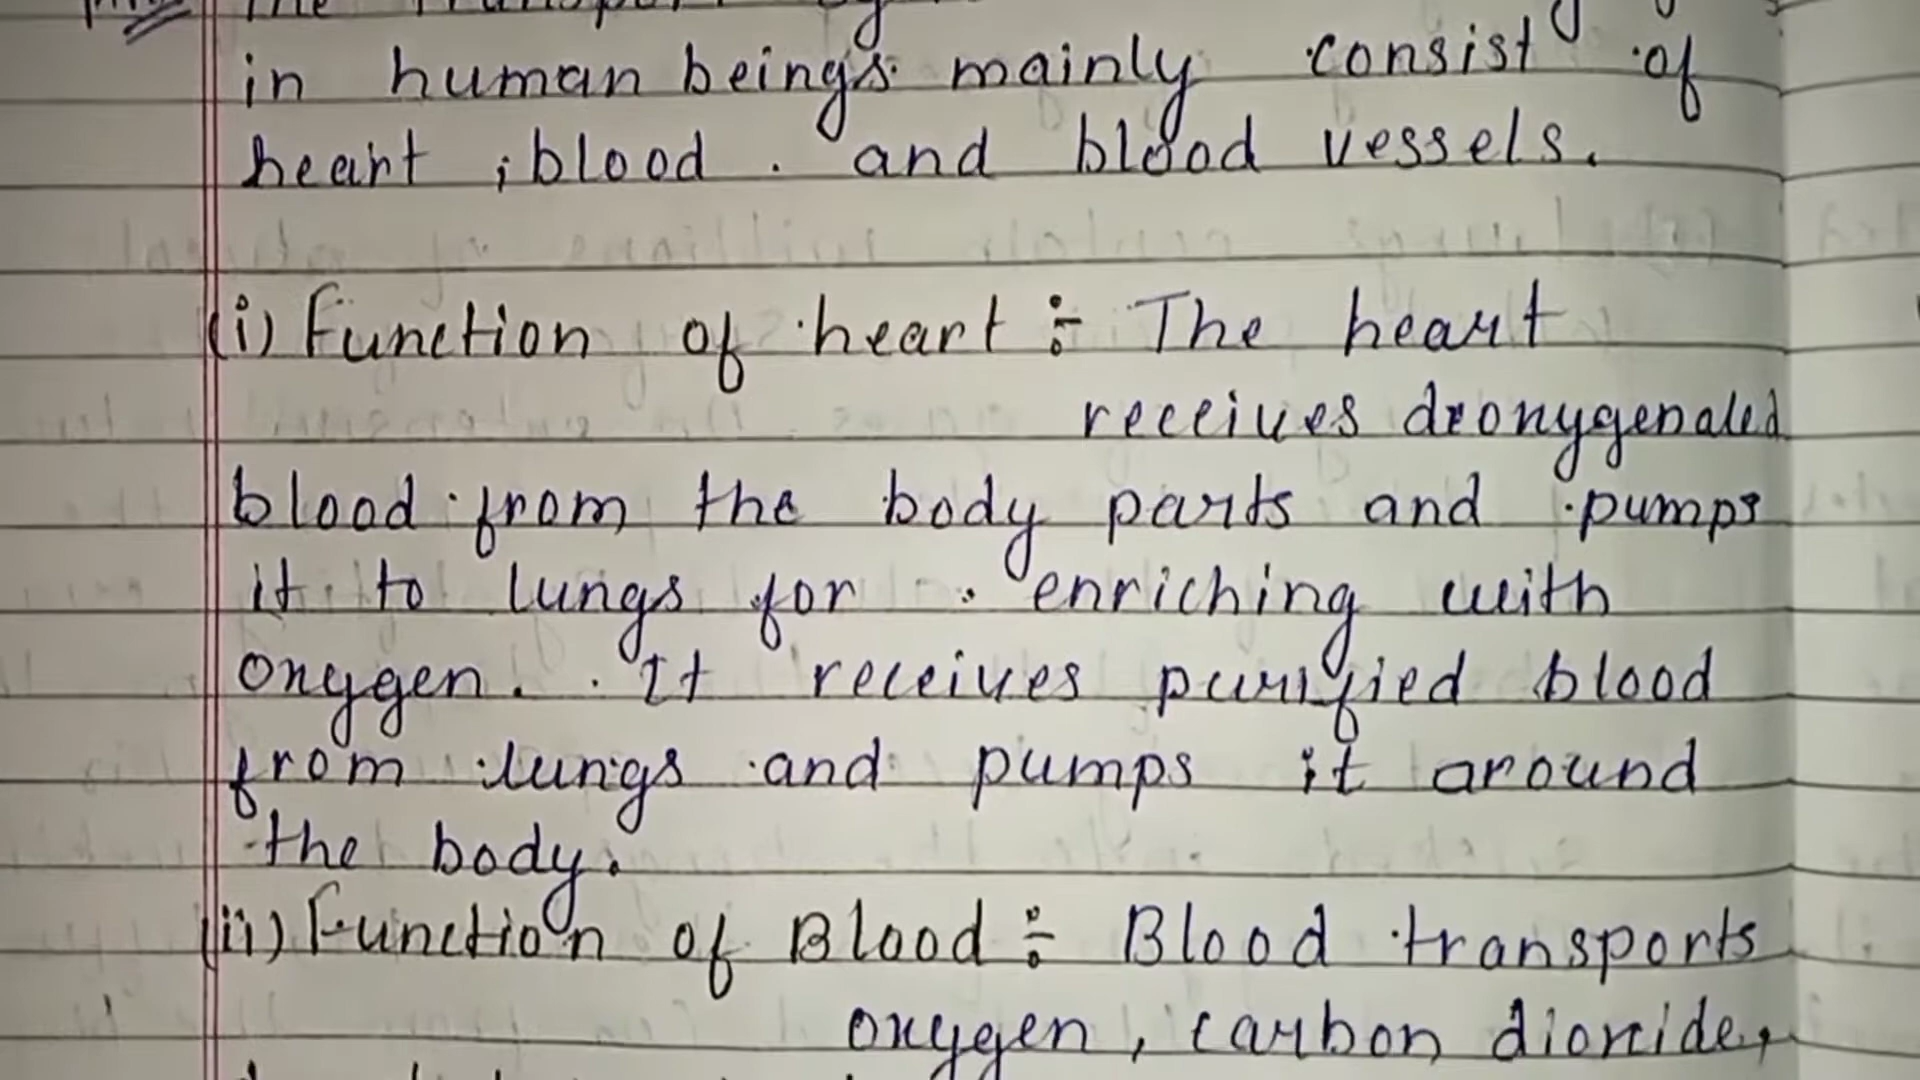 The Transport
in human beings mainly consist of
heart, blood and blood vessels.
(i) Function of heart ÷ The heart
receives deoxygenated
blood from the body parts and pumps
it to lungs for enriching with
oxygen. It receives purified blood
from lungs and pumps it around
the body.
(ii) Function of Blood ÷ Blood transports
oxygen, carbon dioxide,